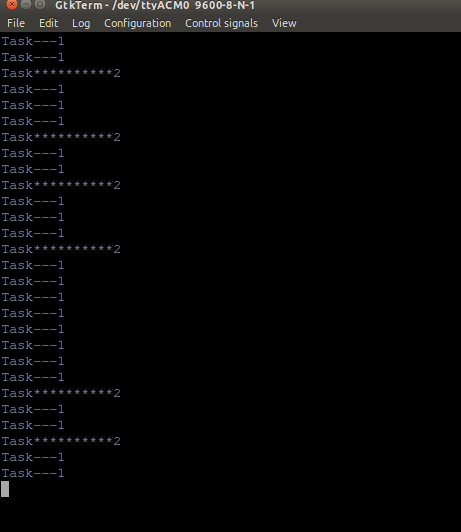 GtkTerm - /dev/ttyACM0 9600-8-N-1
File Edit Log Configuration Control signals View
Task---1
Task---1
Task**********2
Task---1
Task---1
Task---1
Task**********2
Task---1
Task---1
Task**********2
Task---1
Task---1
Task---1
Task**********2
Task---1
Task---1
Task---1
Task---1
Task---1
Task---1
Task---1
Task---1
Task**********2
Task---1
Task---1
Task**********2
Task---1
Task---1